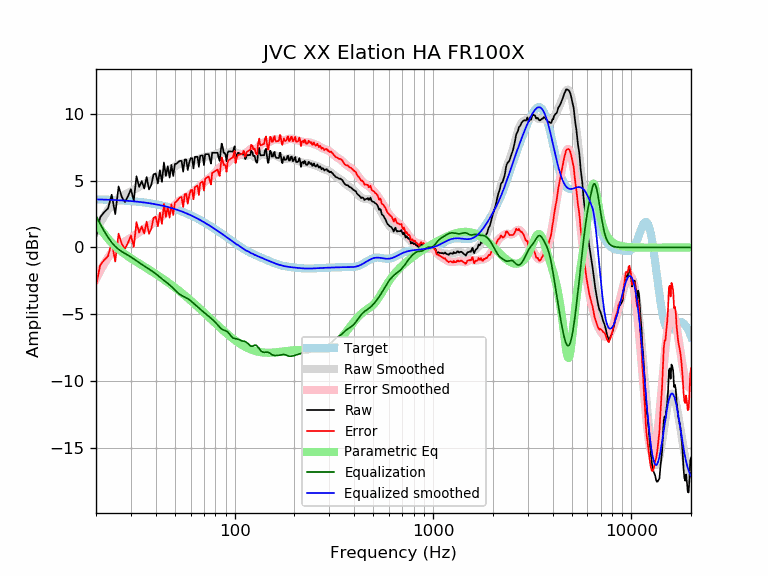 JVC XX Elation HA FR100X
Amplitude (dBr)
10
5
0
−5
−10
−15
Target
Raw Smoothed
Error Smoothed
Raw
Error
Parametric Eq
Equalization
Equalized smoothed
100
1000
10000
Frequency (Hz)